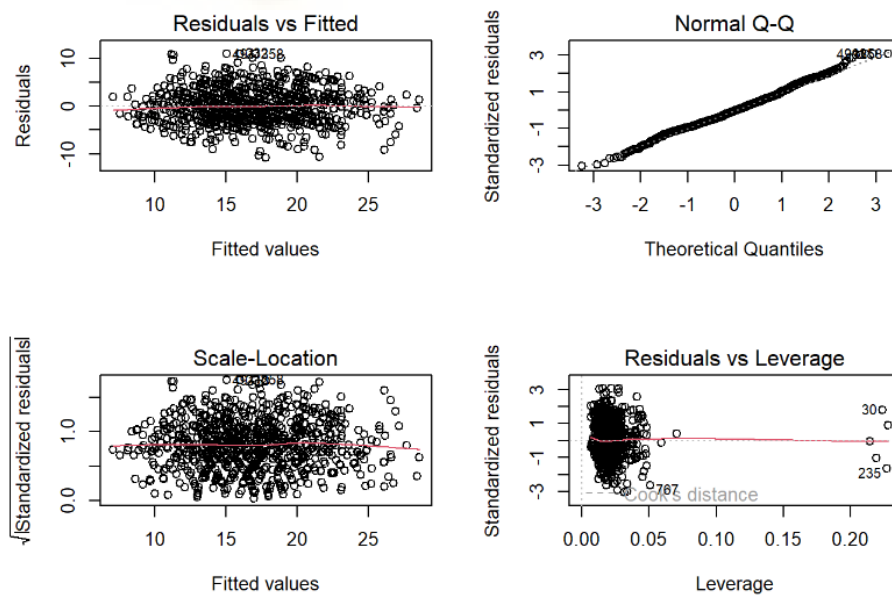 Residuals vs Fitted
Residuals
10
0
-10
10 15 20 25
Fitted values
Normal Q-Q
Standardized residuals
3
1
-1
-3
-3 -2 -1 0 1 2 3
Theoretical Quantiles
Scale-Location
√|Standardized residuals|
1.0
0.0
10 15 20 25
Fitted values
Residuals vs Leverage
Standardized residuals
3
1
-1
-3
30
235
767
Cook's distance
0.00 0.05 0.10 0.15 0.20
Leverage